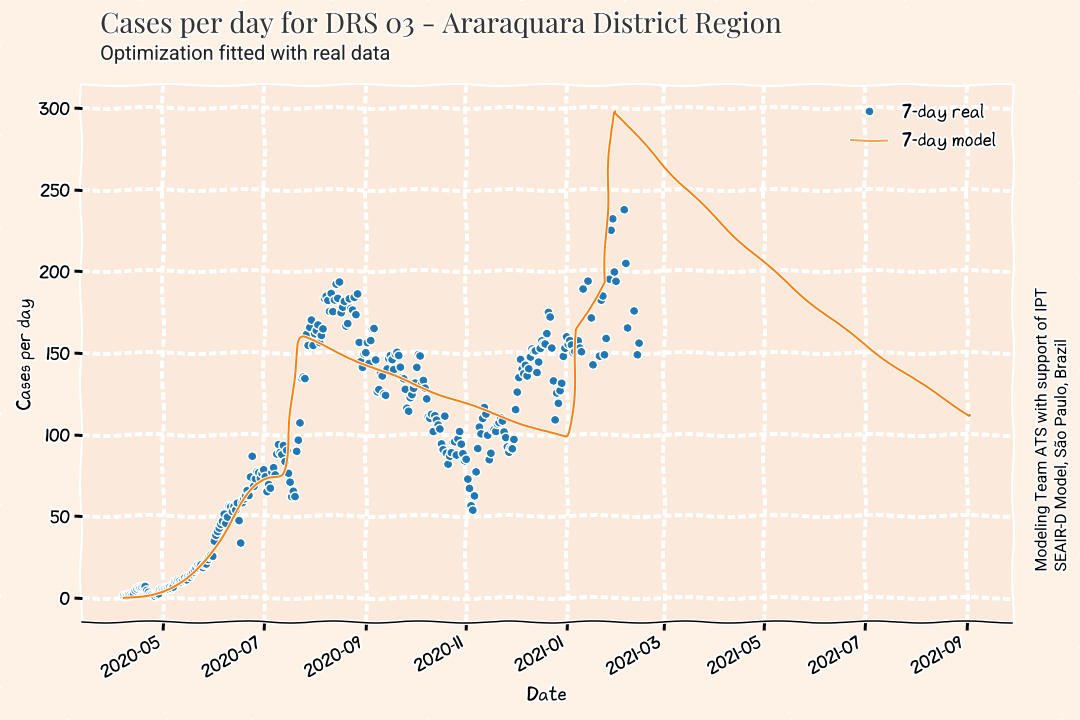 Cases per day for DRS 03 - Araraquara District Region
Optimization fitted with real data
300
250
200
150
100
50
0
Cases per day
7-day real
7-day model
2020-05
2020-07
2020-09
2020-11
2021-01
2021-03
2021-05
2021-07
2021-09
Date
Modeling Team ATS with support of IPT
SEAIR-D Model, São Paulo, Brazil